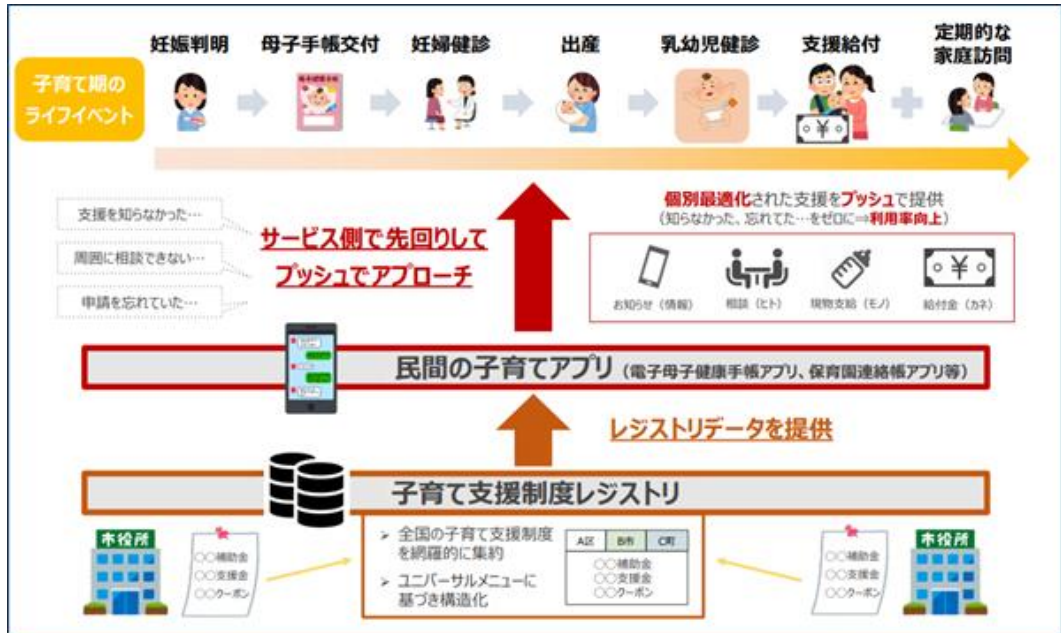 妊娠判明
母子手帳交付
妊婦健診
出産
乳幼児健診
支援給付
定期的な
家庭訪問
子育て期の
ライフイベント
¥
支援を知らなかった…
周囲に相談できない…
申請を忘れていた…
サービス側で先回りして
プッシュでアプローチ
個別最適化された支援をプッシュで提供
(知らなかった、忘れてた…をゼロに⇒利用率向上)
¥
お知らせ(情報)
相談(ヒト)
現物支給(モノ)
給付金(カネ)
民間の子育てアプリ(電子母子健康手帳アプリ、保育園連絡帳アプリ等)
レジストリデータを提供
子育て支援制度レジストリ
市役所
○○補助金
○○支援金
○○クーポン
➢ 全国の子育て支援制度
を網羅的に集約
➢ ユニバーサルメニューに
基づき構造化
A区 B市 C町
○○補助金
○○支援金
○○クーポン
○○補助金
○○支援金
○○クーポン
市役所